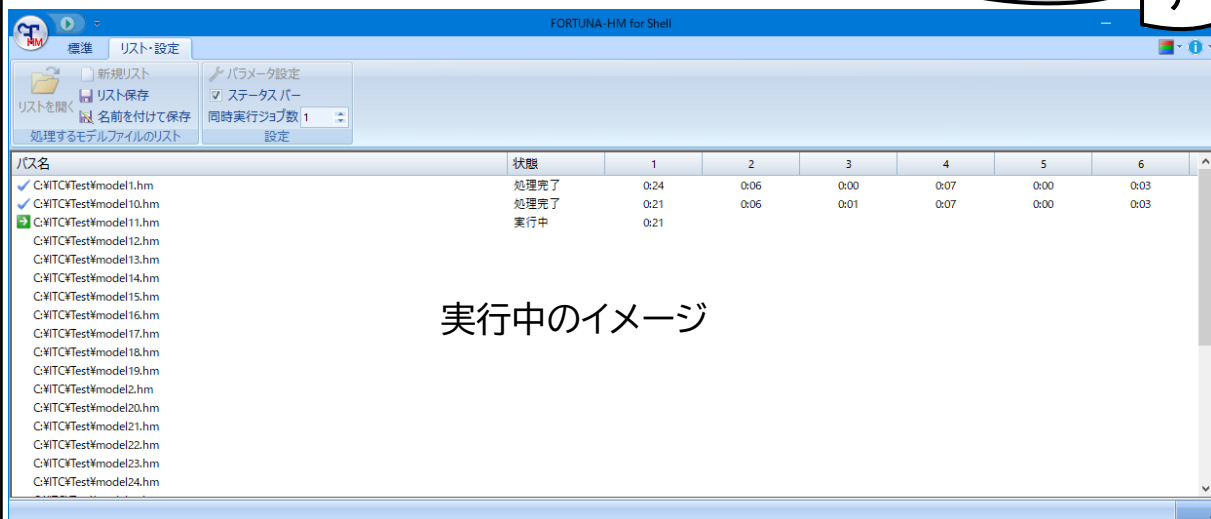 す
FORTUNA-HM for Shell
HM
標準 リスト・設定
リストを開く
新規リスト
リスト保存
名前を付けて保存
処理するモデルファイルのリスト
パラメータ設定
ステータス バー
同時実行ジョブ数 1
設定
パス名 状態 1 2 3 4 5 6
C:¥ITC¥Test¥model1.hm 処理完了 0:24 0:06 0:00 0:07 0:00 0:03
C:¥ITC¥Test¥model10.hm 処理完了 0:21 0:06 0:01 0:07 0:00 0:03
C:¥ITC¥Test¥model11.hm 実行中 0:21
C:¥ITC¥Test¥model12.hm
C:¥ITC¥Test¥model13.hm
C:¥ITC¥Test¥model14.hm
C:¥ITC¥Test¥model15.hm
C:¥ITC¥Test¥model16.hm
C:¥ITC¥Test¥model17.hm
C:¥ITC¥Test¥model18.hm
C:¥ITC¥Test¥model19.hm
C:¥ITC¥Test¥model2.hm
C:¥ITC¥Test¥model20.hm
C:¥ITC¥Test¥model21.hm
C:¥ITC¥Test¥model22.hm
C:¥ITC¥Test¥model23.hm
C:¥ITC¥Test¥model24.hm
実行中のイメージ